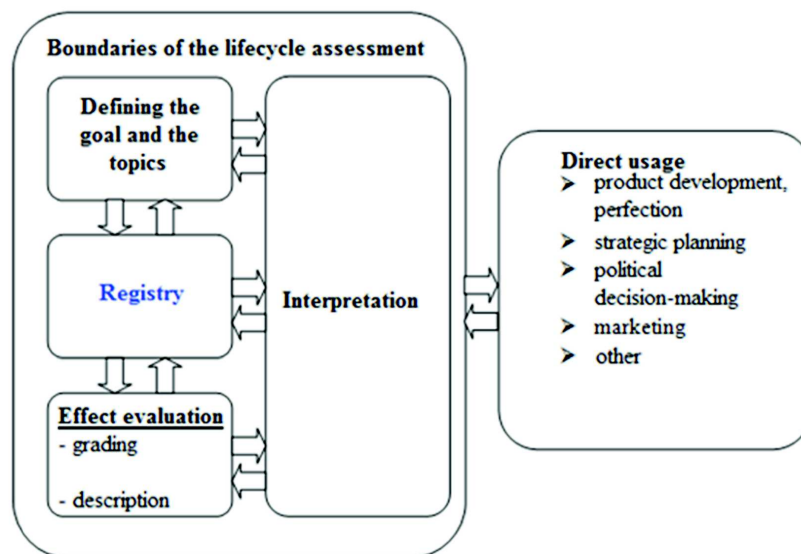 Boundaries of the lifecycle assessment
Defining the
goal and the
topics
Registry
Effect evaluation
- grading
- description
Interpretation
Direct usage
➢ product development,
perfection
➢ strategic planning
➢ political
decision-making
➢ marketing
➢ other